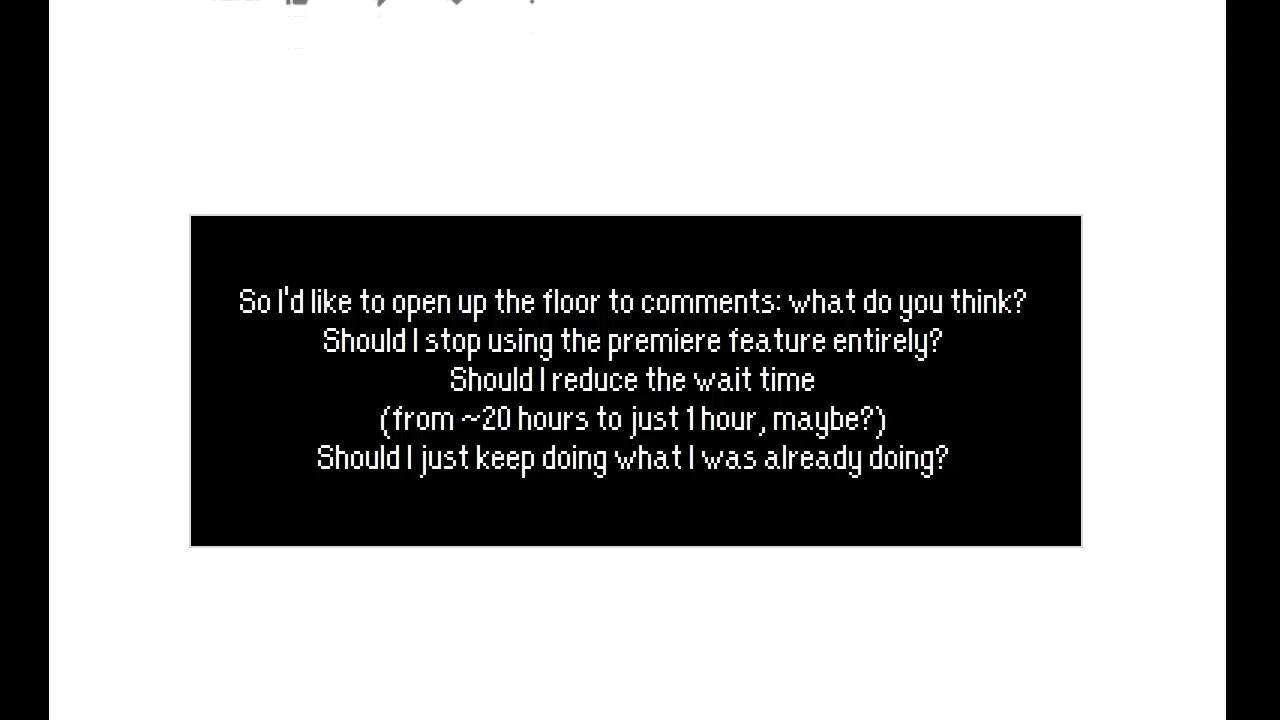 So I'd like to open up the floor to comments: what do you think?
Should I stop using the premiere feature entirely?
Should I reduce the wait time
(from ~20 hours to just 1 hour, maybe?)
Should I just keep doing what I was already doing?